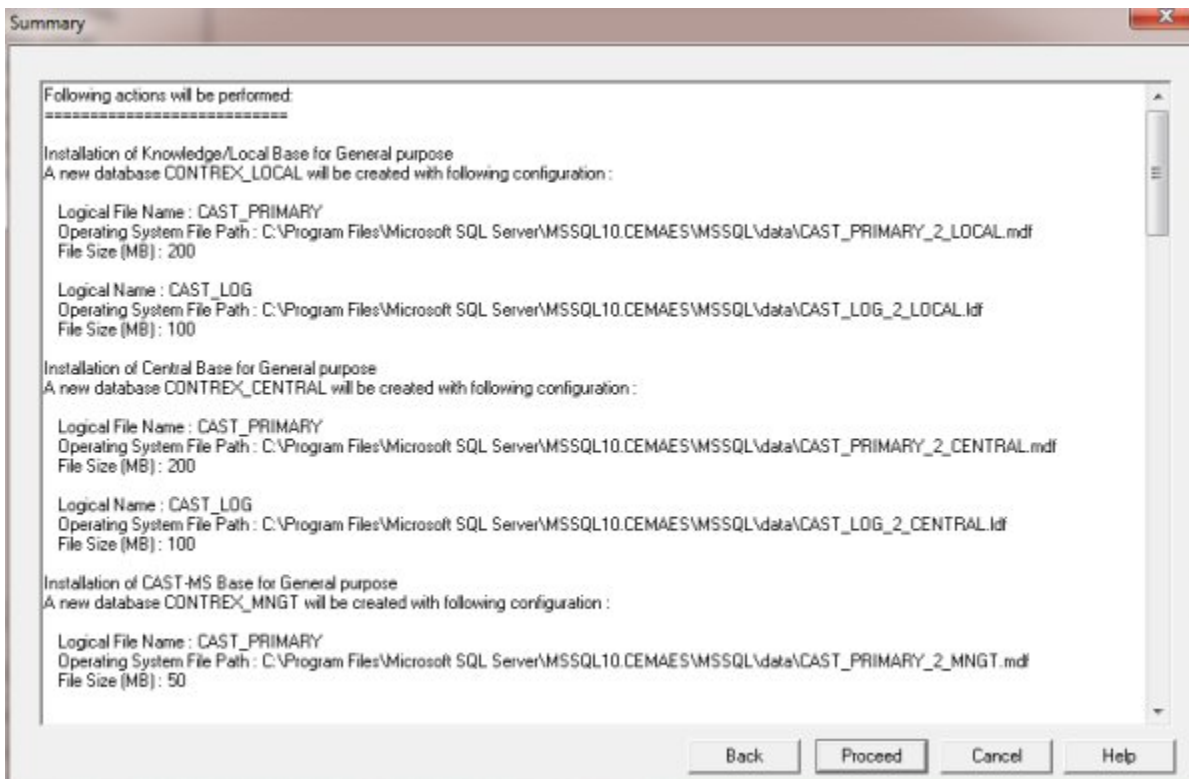 Summary
Following actions will be performed:
===========================
Installation of Knowledge/Local Base for General purpose
A new database CONTREX_LOCAL will be created with following configuration :
Logical File Name : CAST_PRIMARY
Operating System File Path : C:\Program Files\Microsoft SQL Server\MSSQL10.CEMAES\MSSQL\data\CAST_PRIMARY_2_LOCAL.mdf
File Size (MB) : 200
Logical Name : CAST_LOG
Operating System File Path : C:\Program Files\Microsoft SQL Server\MSSQL10.CEMAES\MSSQL\data\CAST_LOG_2_LOCAL.ldf
File Size (MB) : 100
Installation of Central Base for General purpose
A new database CONTREX_CENTRAL will be created with following configuration :
Logical File Name : CAST_PRIMARY
Operating System File Path : C:\Program Files\Microsoft SQL Server\MSSQL10.CEMAES\MSSQL\data\CAST_PRIMARY_2_CENTRAL.mdf
File Size (MB) : 200
Logical Name : CAST_LOG
Operating System File Path : C:\Program Files\Microsoft SQL Server\MSSQL10.CEMAES\MSSQL\data\CAST_LOG_2_CENTRAL.ldf
File Size (MB) : 100
Installation of CAST-MS Base for General purpose
A new database CONTREX_MNGT will be created with following configuration :
Logical File Name : CAST_PRIMARY
Operating System File Path : C:\Program Files\Microsoft SQL Server\MSSQL10.CEMAES\MSSQL\data\CAST_PRIMARY_2_MNGT.mdf
File Size (MB) : 50
Back Proceed Cancel Help